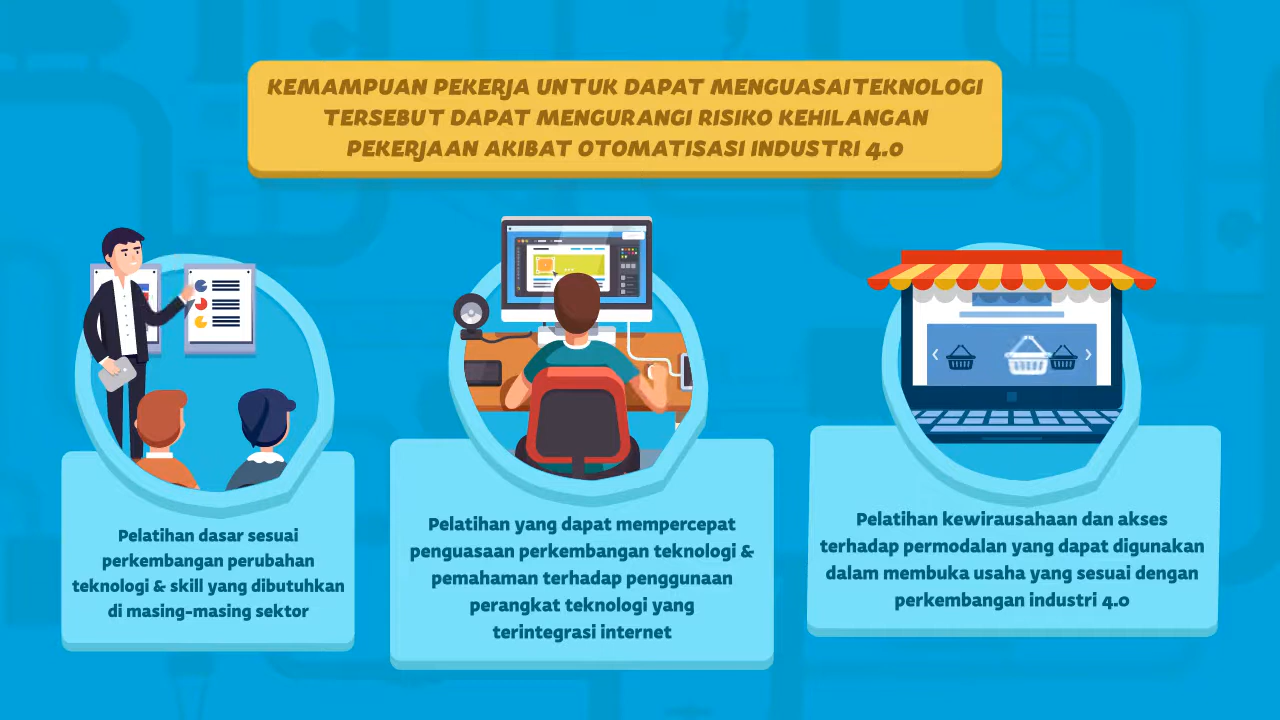 KEMAMPUAN PEKERJA UNTUK DAPAT MENGUASAITEKNOLOGI
TERSEBUT DAPAT MENGURANGI RISIKO KEHILANGAN
PEKERJAAN AKIBAT OTOMATISASI INDUSTRI 4.0
Pelatihan dasar sesuai
perkembangan perubahan
teknologi & skill yang dibutuhkan
di masing-masing sektor
Pelatihan yang dapat mempercepat
penguasaan perkembangan teknologi &
pemahaman terhadap penggunaan
perangkat teknologi yang
terintegrasi internet
Pelatihan kewirausahaan dan akses
terhadap permodalan yang dapat digunakan
dalam membuka usaha yang sesuai dengan
perkembangan industri 4.0